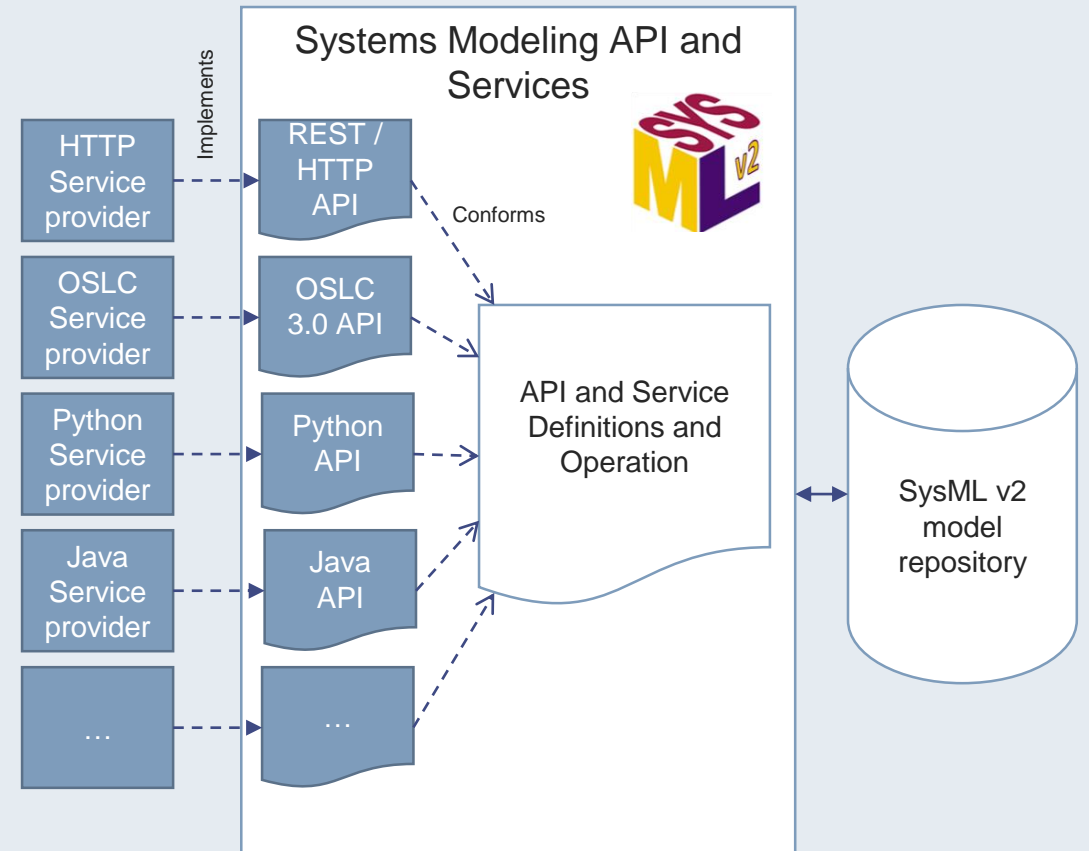 Systems Modeling API and
Services
Implements
SYS
ML
v2
HTTP
Service
provider
REST /
HTTP
API
Conforms
OSLC
Service
provider
OSLC
3.0 API
Python
Service
provider
Python
API
API and Service
Definitions and
Operation
SysML v2
model
repository
Java
Service
provider
Java
API
...
...